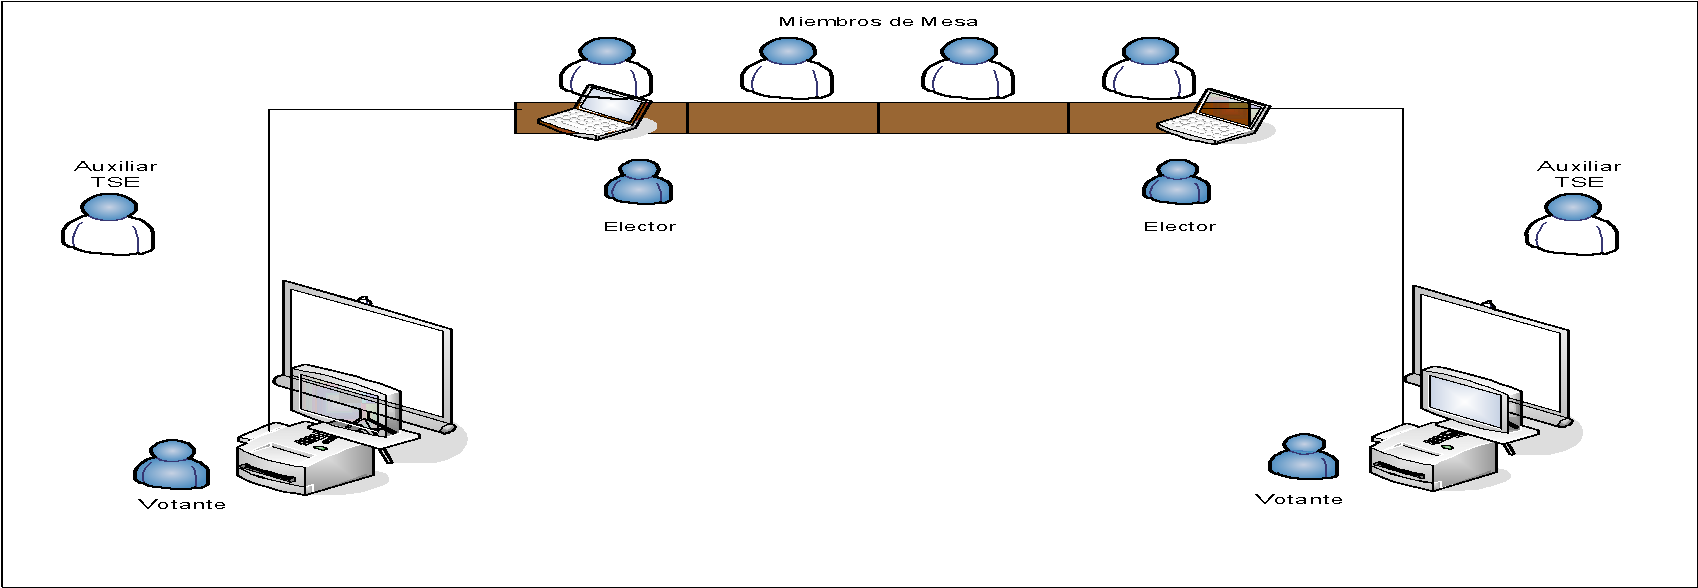 Miembros de Mesa
Auxiliar
TSE
Auxiliar
TSE
Elector
Elector
Votante
Votante